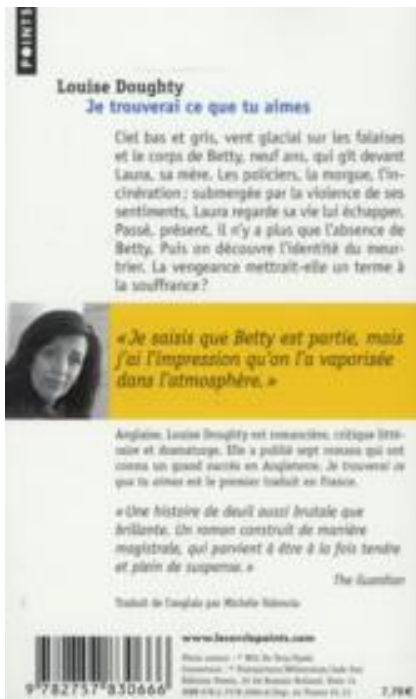 POINTS
Louise Doughty
Je trouverai ce que tu aimes
Ciel bas et gris, vent glacial sur les falaises
et le corps de Betty, neuf ans, qui gît devant
Laura, sa mère. Les policiers, la morgue, l'in-
cinération ; submergée par la violence de ses
sentiments, Laura regarde sa vie lui échapper.
Passé, présent, il n'y a plus que l'absence de
Betty. Puis on découvre l'identité du meur-
trier. La vengeance mettrait-elle un terme à
la souffrance ?
« Je saisis que Betty est partie, mais
j'ai l'impression qu'on l'a vaporisée
dans l'atmosphère. »
Anglaise, Louise Doughty est romancière, critique litté-
raire et dramaturge. Elle a publié sept romans qui ont
connu un grand succès en Angleterre. Je trouverai ce
que tu aimes est le premier traduit en France.
« Une histoire de deuil aussi brutale que
brillante. Un roman construit de manière
magistrale, qui parvient à être à la fois tendre
et plein de suspense. »
The Guardian
Traduit de l'anglais par Michèle Valencia
www.lecerclepoints.com
9 782757 830666
7,70€